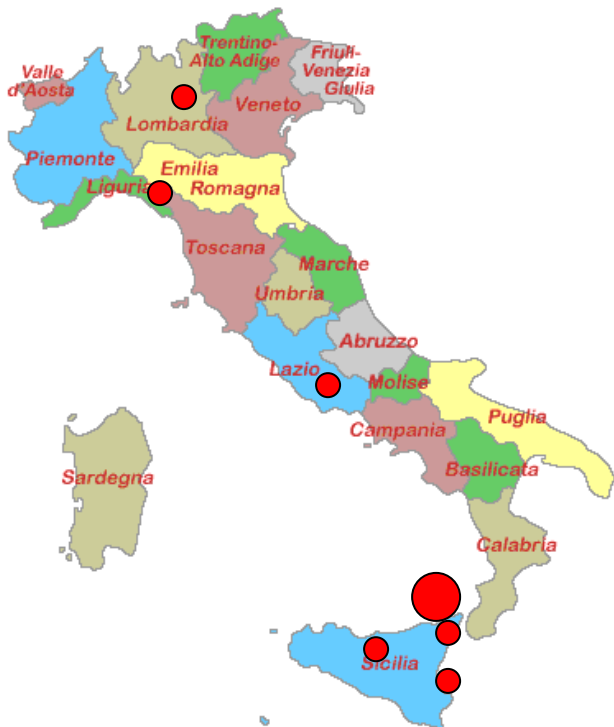 Trentino-
Alto Adige
Friuli-
Venezia
Giulia
Valle
d'Aosta
Veneto
Lombardia
Piemonte
Emilia
Romagna
Liguria
Toscana
Marche
Umbria
Abruzzo
Lazio
Molise
Puglia
Campania
Basilicata
Sardegna
Calabria
Sicilia